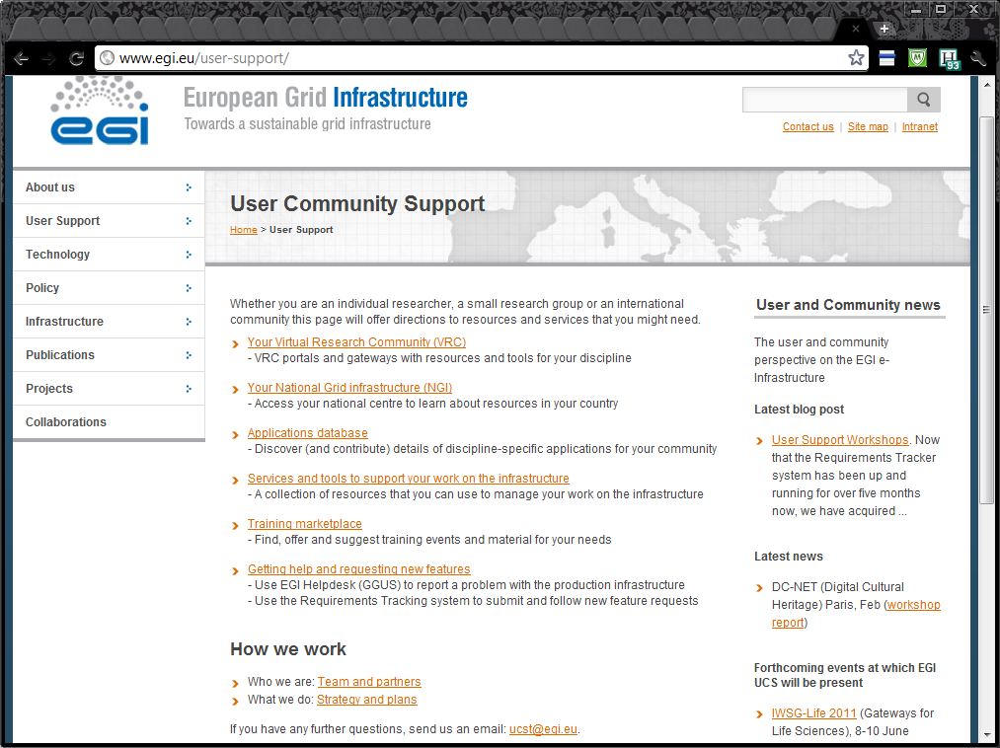 www.egi.eu/user-support/
93
egi
European Grid Infrastructure
Towards a sustainable grid infrastructure
Contact us | Site map | Intranet
About us
User Support
Technology
Policy
Infrastructure
Publications
Projects
Collaborations
User Community Support
Home > User Support
Whether you are an individual researcher, a small research group or an international
community this page will offer directions to resources and services that you might need.
Your Virtual Research Community (VRC)
- VRC portals and gateways with resources and tools for your discipline
Your National Grid infrastructure (NGI)
- Access your national centre to learn about resources in your country
Applications database
- Discover (and contribute) details of discipline-specific applications for your community
Services and tools to support your work on the infrastructure
- A collection of resources that you can use to manage your work on the infrastructure
Training marketplace
- Find, offer and suggest training events and material for your needs
Getting help and requesting new features
- Use EGI Helpdesk (GGUS) to report a problem with the production infrastructure
- Use the Requirements Tracking system to submit and follow new feature requests
How we work
Who we are: Team and partners
What we do: Strategy and plans
If you have any further questions, send us an email: ucst@egi.eu.
User and Community news
The user and community
perspective on the EGI e-
Infrastructure
Latest blog post
User Support Workshops. Now
that the Requirements Tracker
system has been up and
running for over five months
now, we have acquired ...
Latest news
DC-NET (Digital Cultural
Heritage) Paris, Feb (workshop
report)
Forthcoming events at which EGI
UCS will be present
IWSG-Life 2011 (Gateways for
Life Sciences), 8-10 June